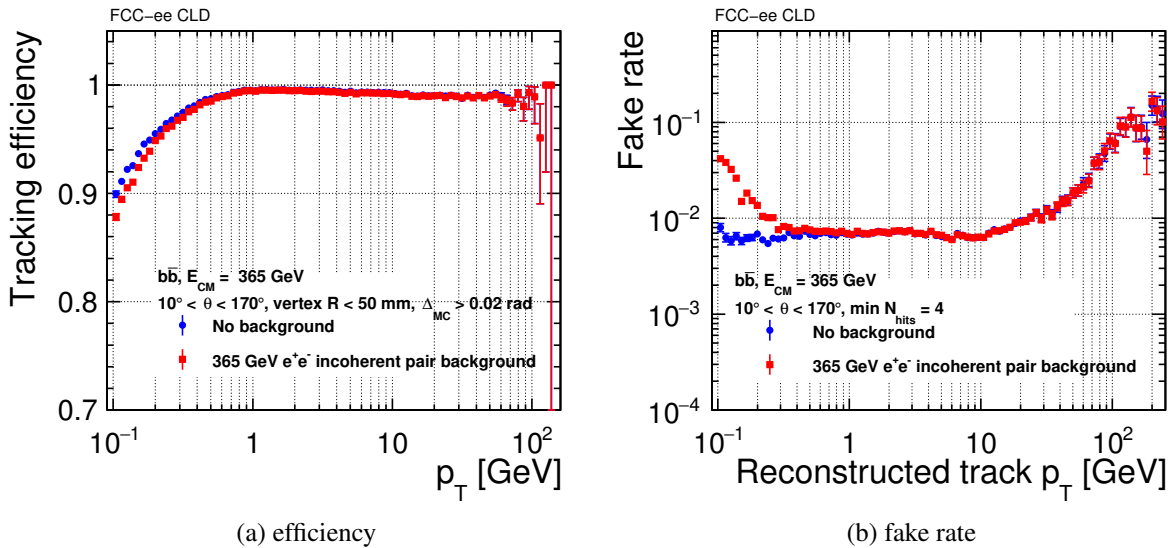 FCC-ee CLD
Tracking efficiency
1
0.9
0.8
0.7
bb̅, E_CM = 365 GeV
10° < θ < 170°, vertex R < 50 mm, Δ_MC > 0.02 rad
No background
365 GeV e⁺e⁻ incoherent pair background
10⁻¹ 1 10 10²
p_T [GeV]
(a) efficiency
FCC-ee CLD
Fake rate
10⁻¹
10⁻²
10⁻³
10⁻⁴
bb̅, E_CM = 365 GeV
10° < θ < 170°, min N_hits = 4
No background
365 GeV e⁺e⁻ incoherent pair background
10⁻¹ 1 10 10²
Reconstructed track p_T [GeV]
(b) fake rate